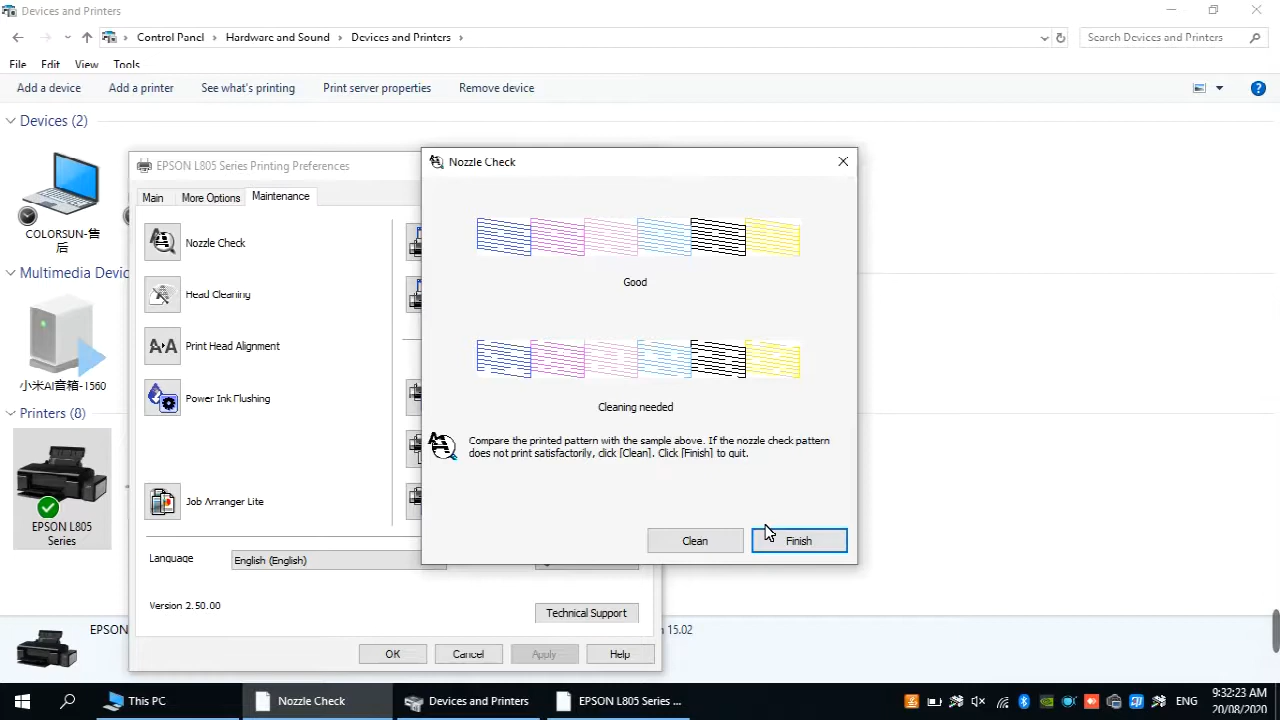 Devices and Printers
Control Panel
Hardware and Sound
Devices and Printers
Search Devices and Printers
File
Edit
View
Tools
Add a device
Add a printer
See what's printing
Print server properties
Remove device
Devices (2)
COLORSUN-售
后
Multimedia Devic
小米AI音箱-1560
Printers (8)
EPSON L805
Series
EPSON L805 Series Printing Preferences
Main
More Options
Maintenance
Nozzle Check
Head Cleaning
Print Head Alignment
Power Ink Flushing
Job Arranger Lite
Language
English (English)
Version 2.50.00
Technical Support
OK
Cancel
Apply
Help
Nozzle Check
Good
Cleaning needed
Compare the printed pattern with the sample above. If the nozzle check pattern
does not print satisfactorily, click [Clean]. Click [Finish] to quit.
Clean
Finish
EPSON
15.02
This PC
Nozzle Check
Devices and Printers
EPSON L805 Series ...
ENG
9:32:23 AM
20/08/2020